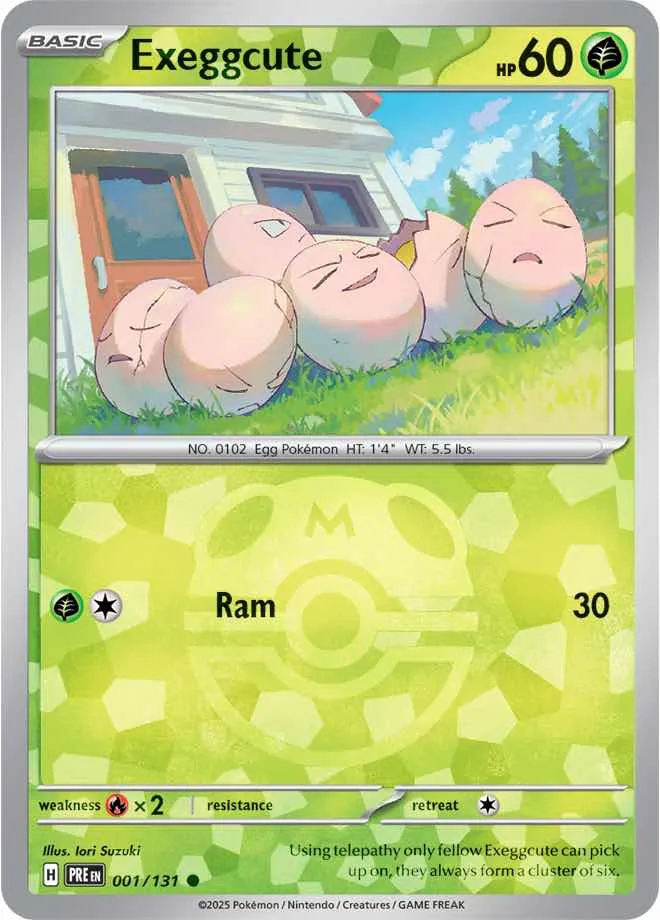 BASIC
Exeggcute
HP 60
NO. 0102 Egg Pokémon HT: 1'4" WT: 5.5 lbs.
M
Ram 30
weakness ×2 resistance retreat
Illus. Iori Suzuki
H PRE EN 001/131
Using telepathy only fellow Exeggcute can pick
up on, they always form a cluster of six.
©2025 Pokémon / Nintendo / Creatures / GAME FREAK